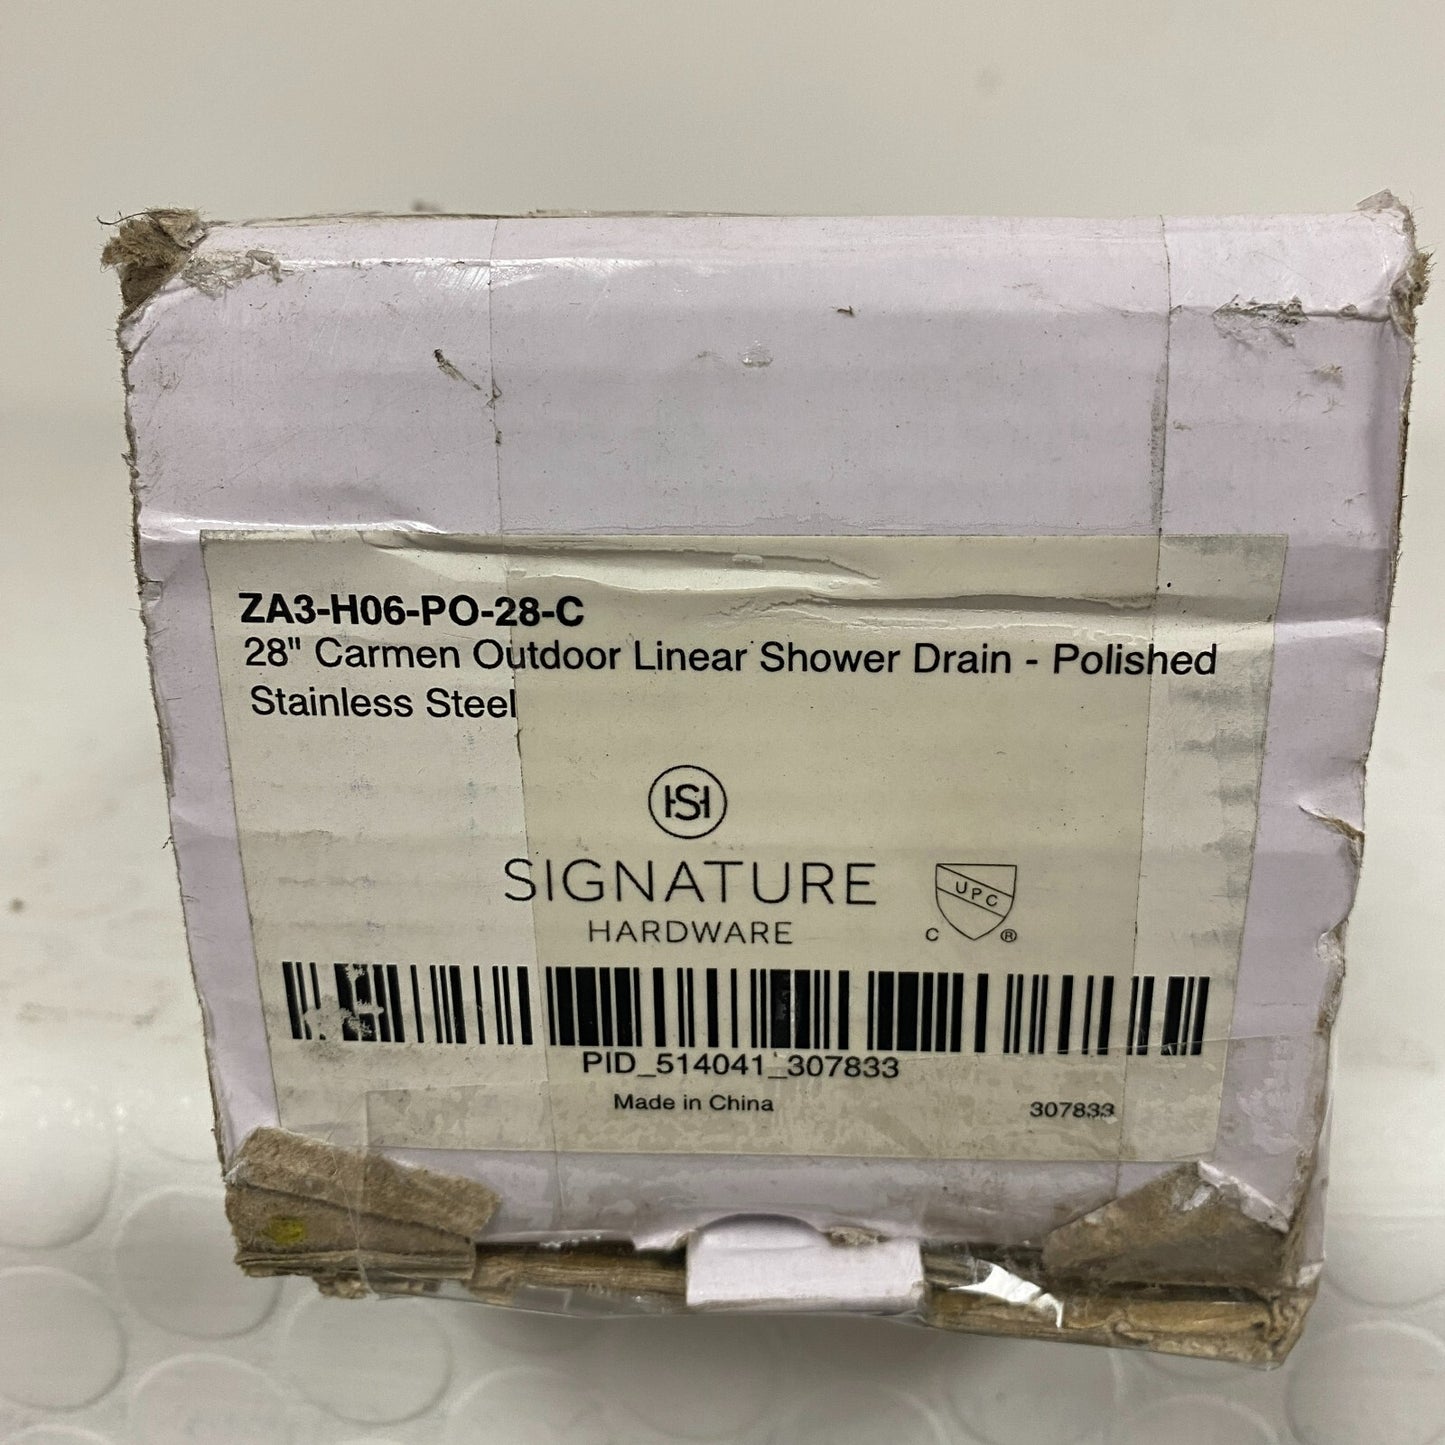 ZA3-H06-PO-28-C
28" Carmen Outdoor Linear Shower Drain - Polished
Stainless Steel
HSH
SIGNATURE
HARDWARE
UPC
C ®
PID_514041_307833
Made in China
307833